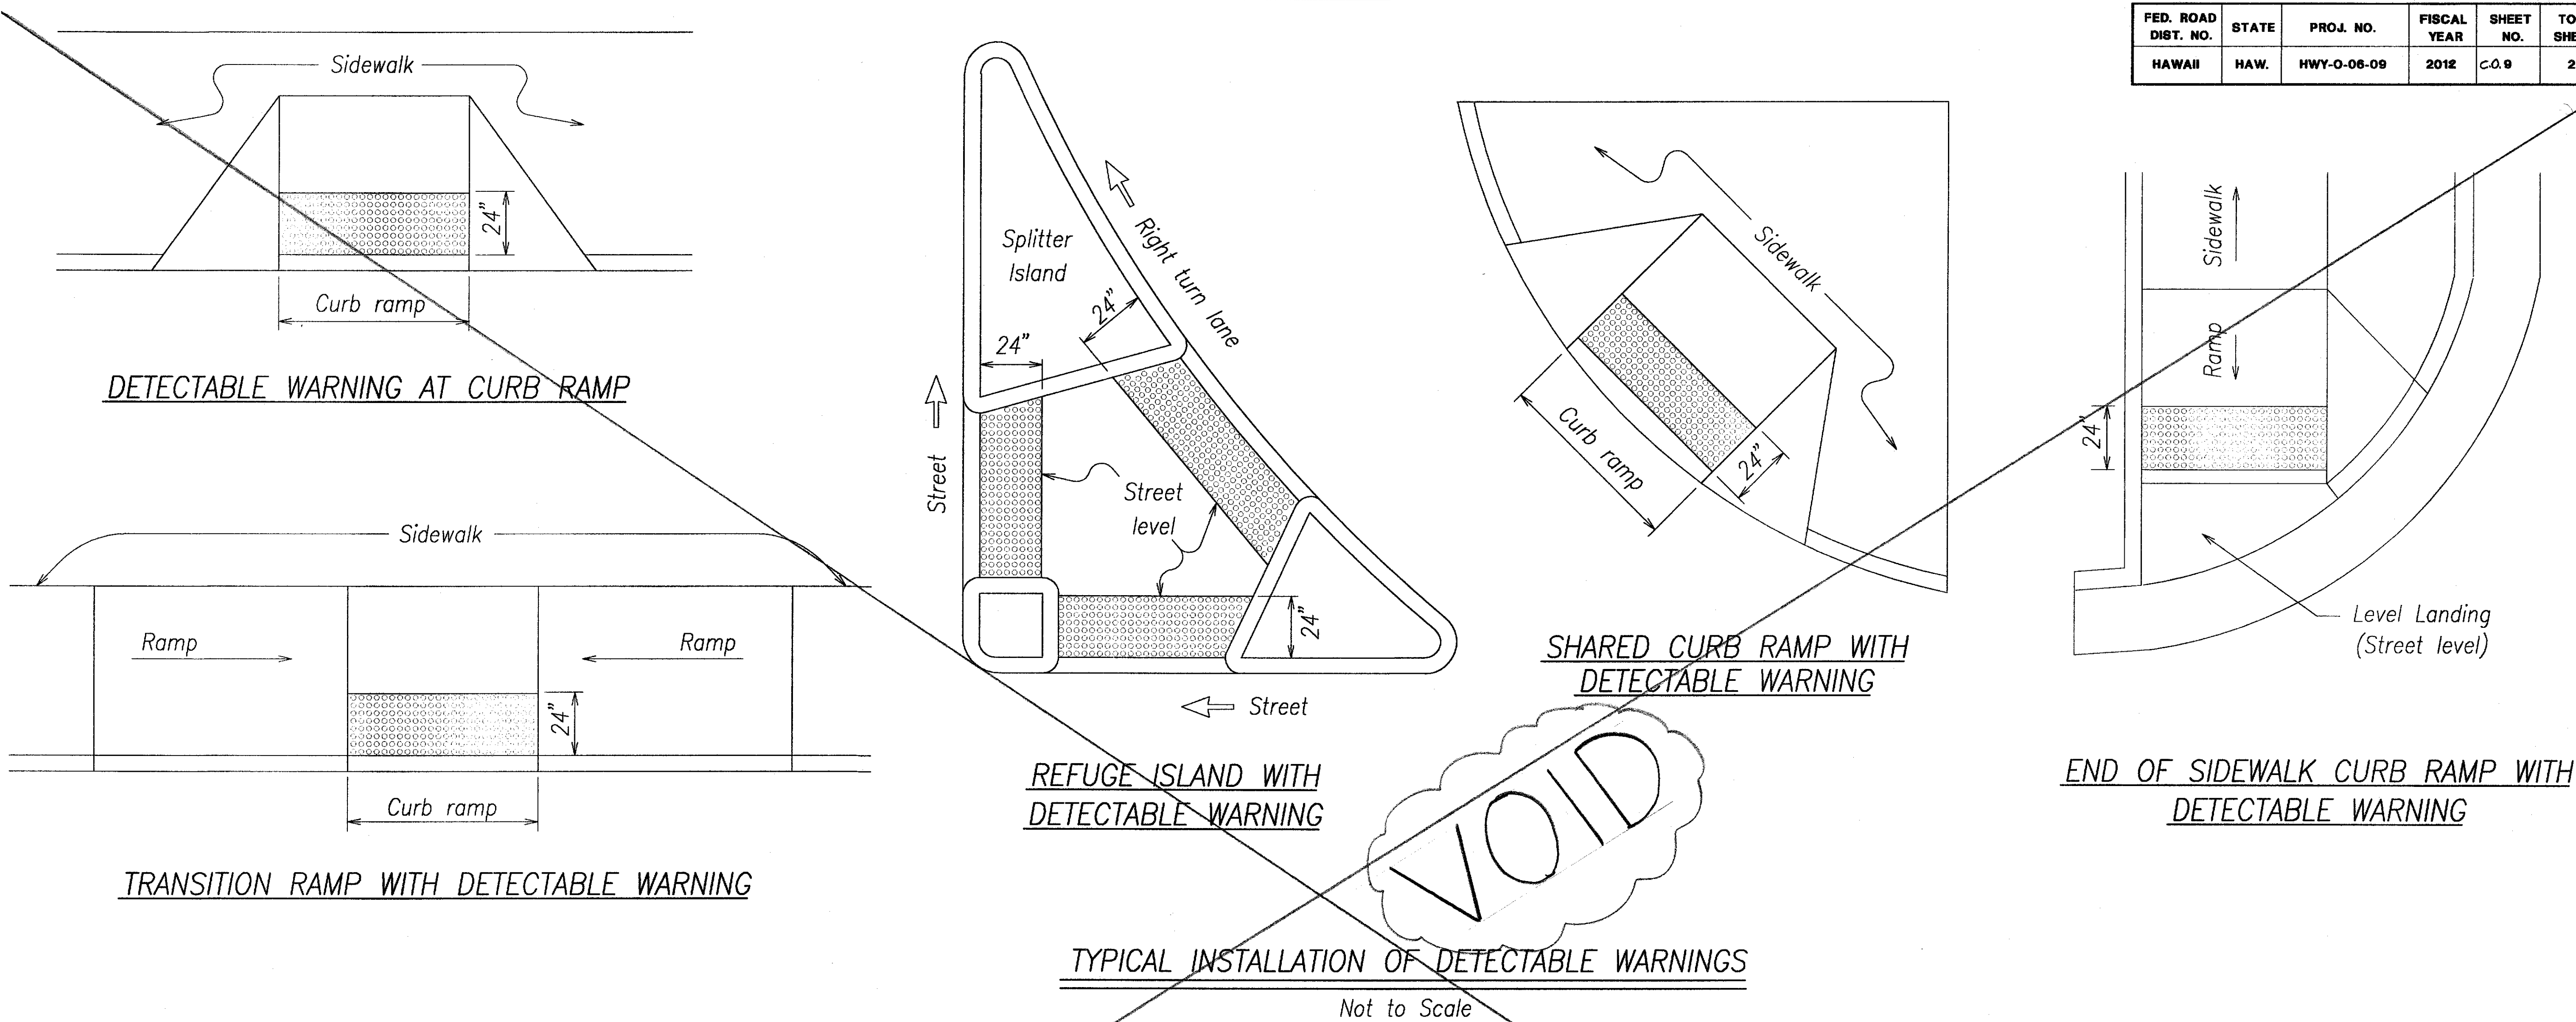 FED. ROAD DIST. NO. STATE PROJ. NO. FISCAL YEAR SHEET NO.
HAWAII HAW. HWY-O-06-09 2012 C.O. 9 2
Sidewalk
24"
Curb ramp
DETECTABLE WARNING AT CURB RAMP
Sidewalk
Ramp
Ramp
24"
Curb ramp
TRANSITION RAMP WITH DETECTABLE WARNING
Splitter
Island
Right turn lane
24"
24"
Street
Street
level
24"
Street
REFUGE ISLAND WITH
DETECTABLE WARNING
Sidewalk
Curb ramp
24"
SHARED CURB RAMP WITH
DETECTABLE WARNING
Sidewalk
Ramp
24"
Level Landing
(Street level)
END OF SIDEWALK CURB RAMP WITH
DETECTABLE WARNING
VOID
TYPICAL INSTALLATION OF DETECTABLE WARNINGS
Not to Scale